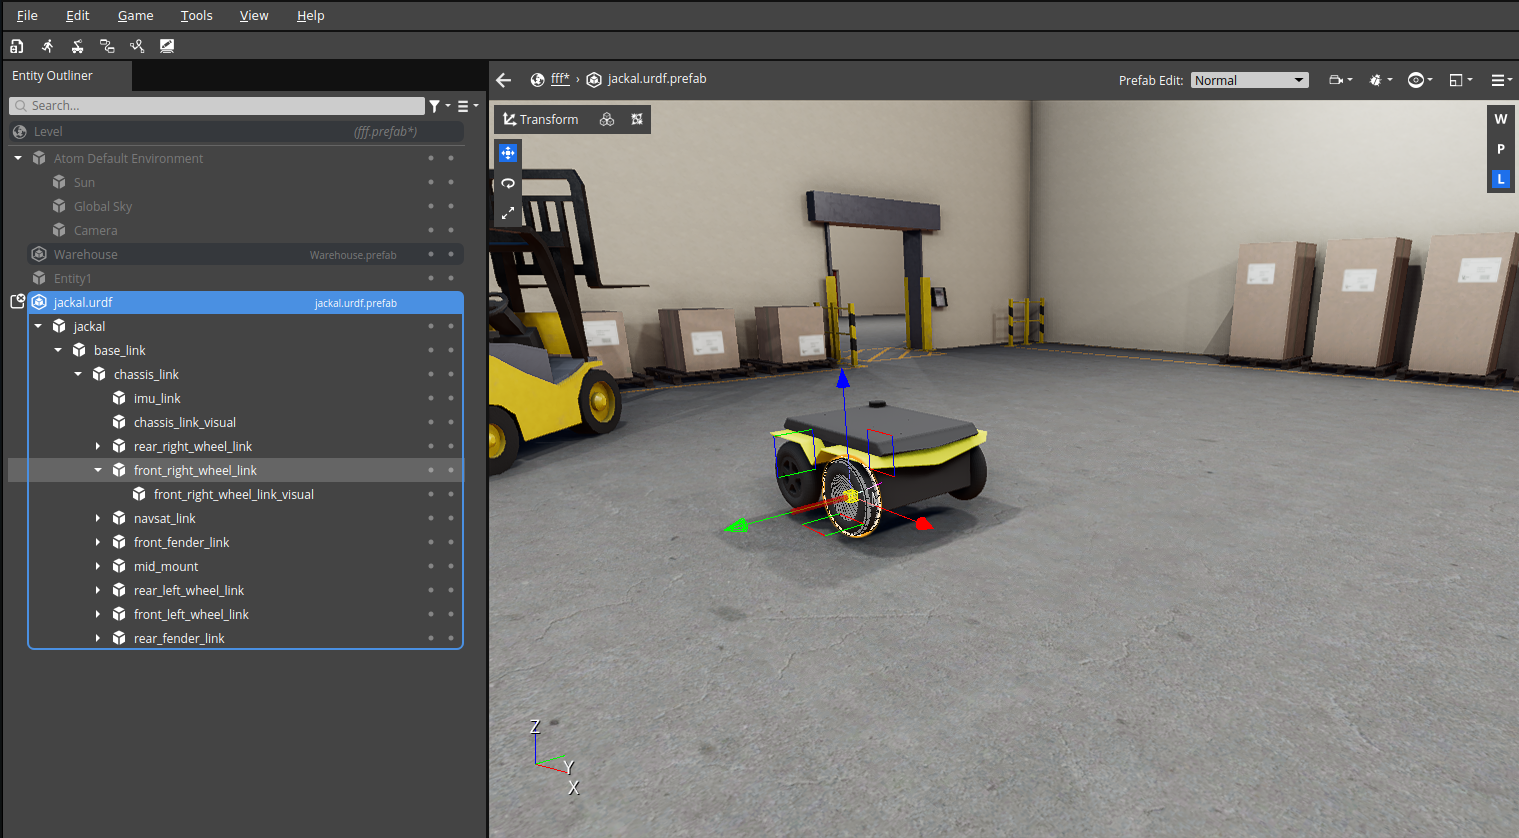 File Edit Game Tools View Help
Entity Outliner
fff* › jackal.urdf.prefab
Prefab Edit: Normal
Search...
Transform
W
P
L
Level (fff.prefab*)
Atom Default Environment
Sun
Global Sky
Camera
Warehouse Warehouse.prefab
Entity1
jackal.urdf jackal.urdf.prefab
jackal
base_link
chassis_link
imu_link
chassis_link_visual
rear_right_wheel_link
front_right_wheel_link
front_right_wheel_link_visual
navsat_link
front_fender_link
mid_mount
rear_left_wheel_link
front_left_wheel_link
rear_fender_link
Z
Y
X